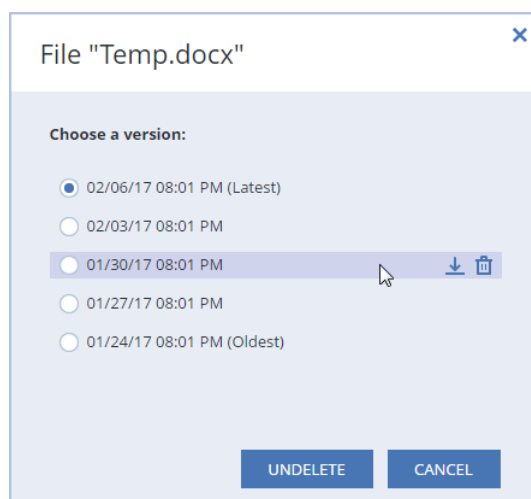 File "Temp.docx"
Choose a version:
02/06/17 08:01 PM (Latest)
02/03/17 08:01 PM
01/30/17 08:01 PM
01/27/17 08:01 PM
01/24/17 08:01 PM (Oldest)
UNDELETE CANCEL